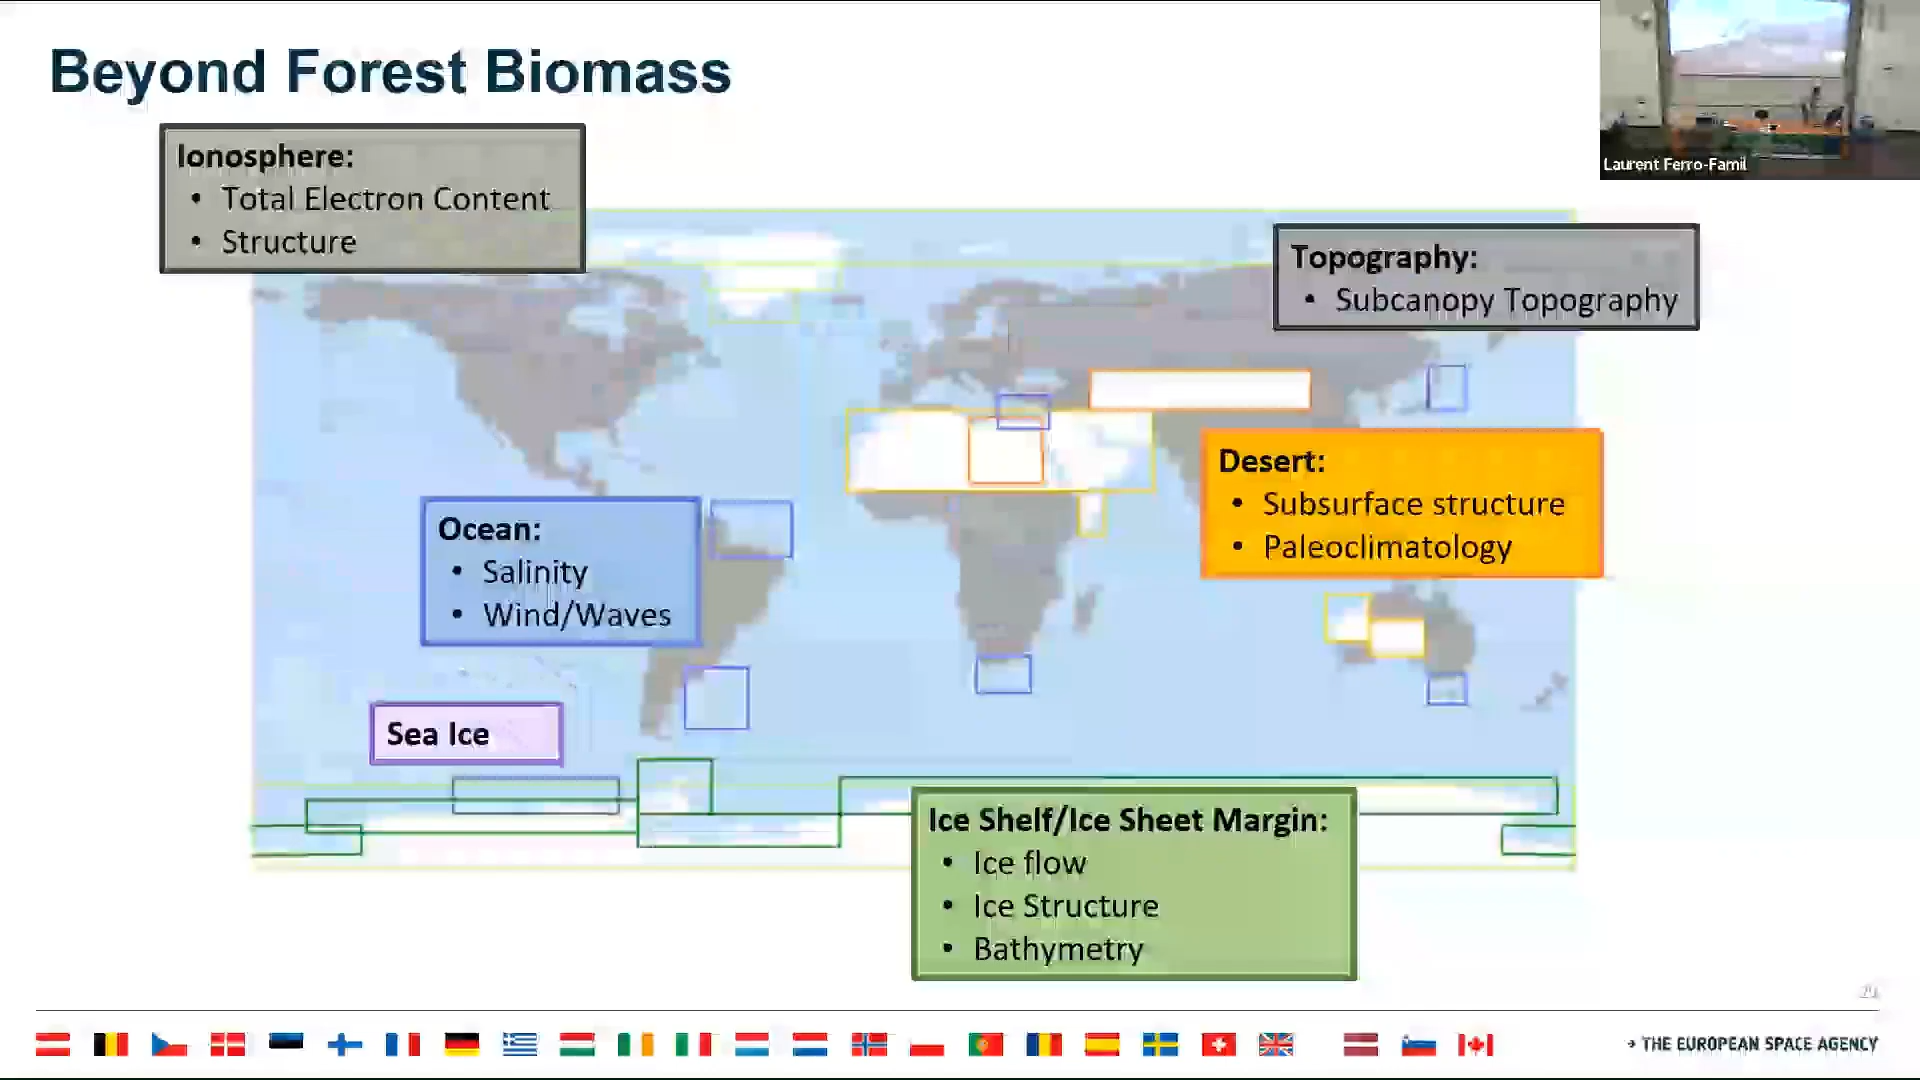 Beyond Forest Biomass
Laurent Ferro-Famil
Ionosphere:
• Total Electron Content
• Structure
Topography:
• Subcanopy Topography
Desert:
• Subsurface structure
• Paleoclimatology
Ocean:
• Salinity
• Wind/Waves
Sea Ice
Ice Shelf/Ice Sheet Margin:
• Ice flow
• Ice Structure
• Bathymetry
→ THE EUROPEAN SPACE AGENCY